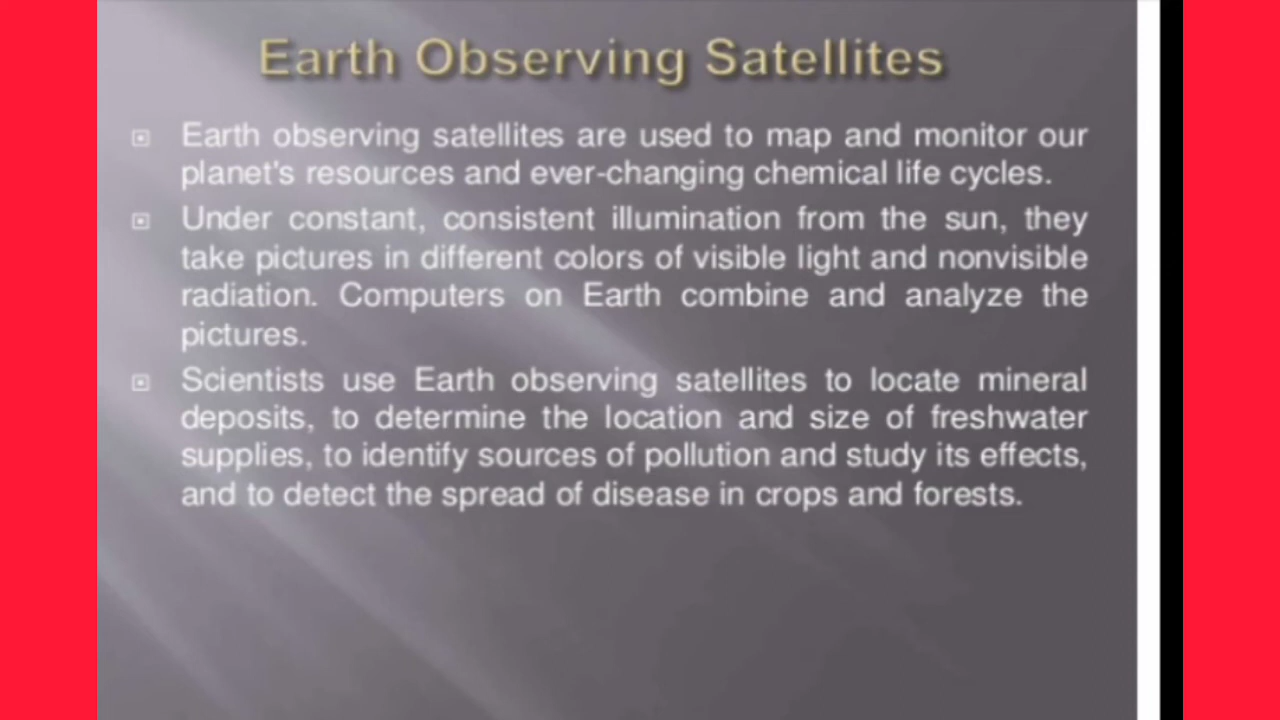 Earth Observing Satellites
Earth observing satellites are used to map and monitor our
planet's resources and ever-changing chemical life cycles.
Under constant, consistent illumination from the sun, they
take pictures in different colors of visible light and nonvisible
radiation. Computers on Earth combine and analyze the
pictures.
Scientists use Earth observing satellites to locate mineral
deposits, to determine the location and size of freshwater
supplies, to identify sources of pollution and study its effects,
and to detect the spread of disease in crops and forests.